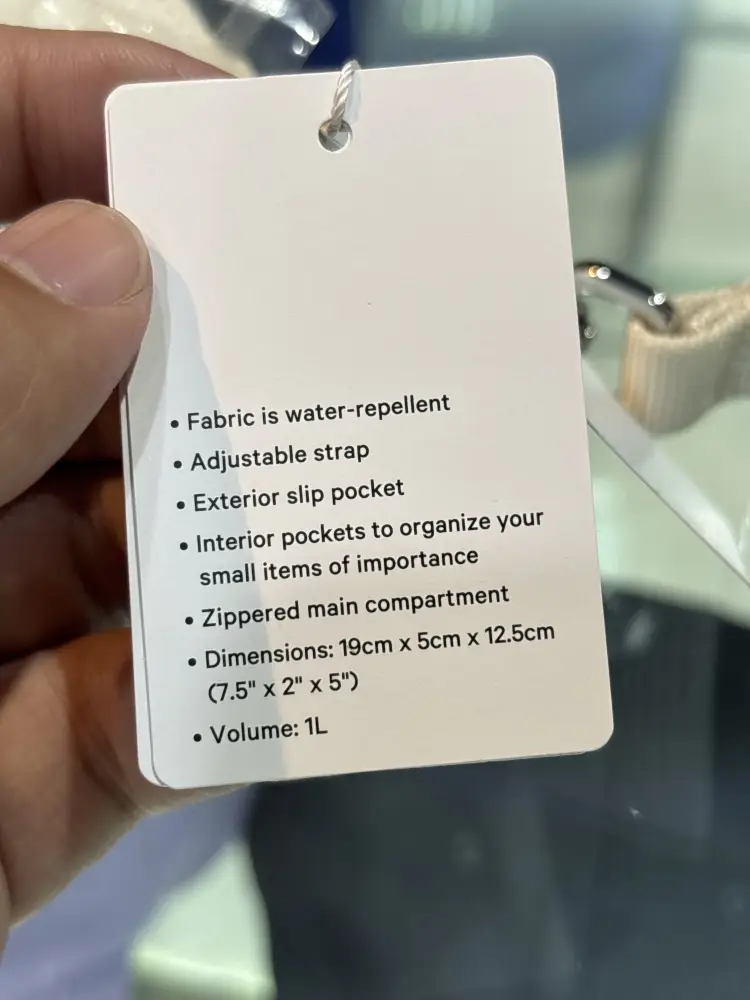 • Fabric is water-repellent
• Adjustable strap
• Exterior slip pocket
• Interior pockets to organize your
small items of importance
• Zippered main compartment
• Dimensions: 19cm x 5cm x 12.5cm
(7.5" x 2" x 5")
• Volume: 1L